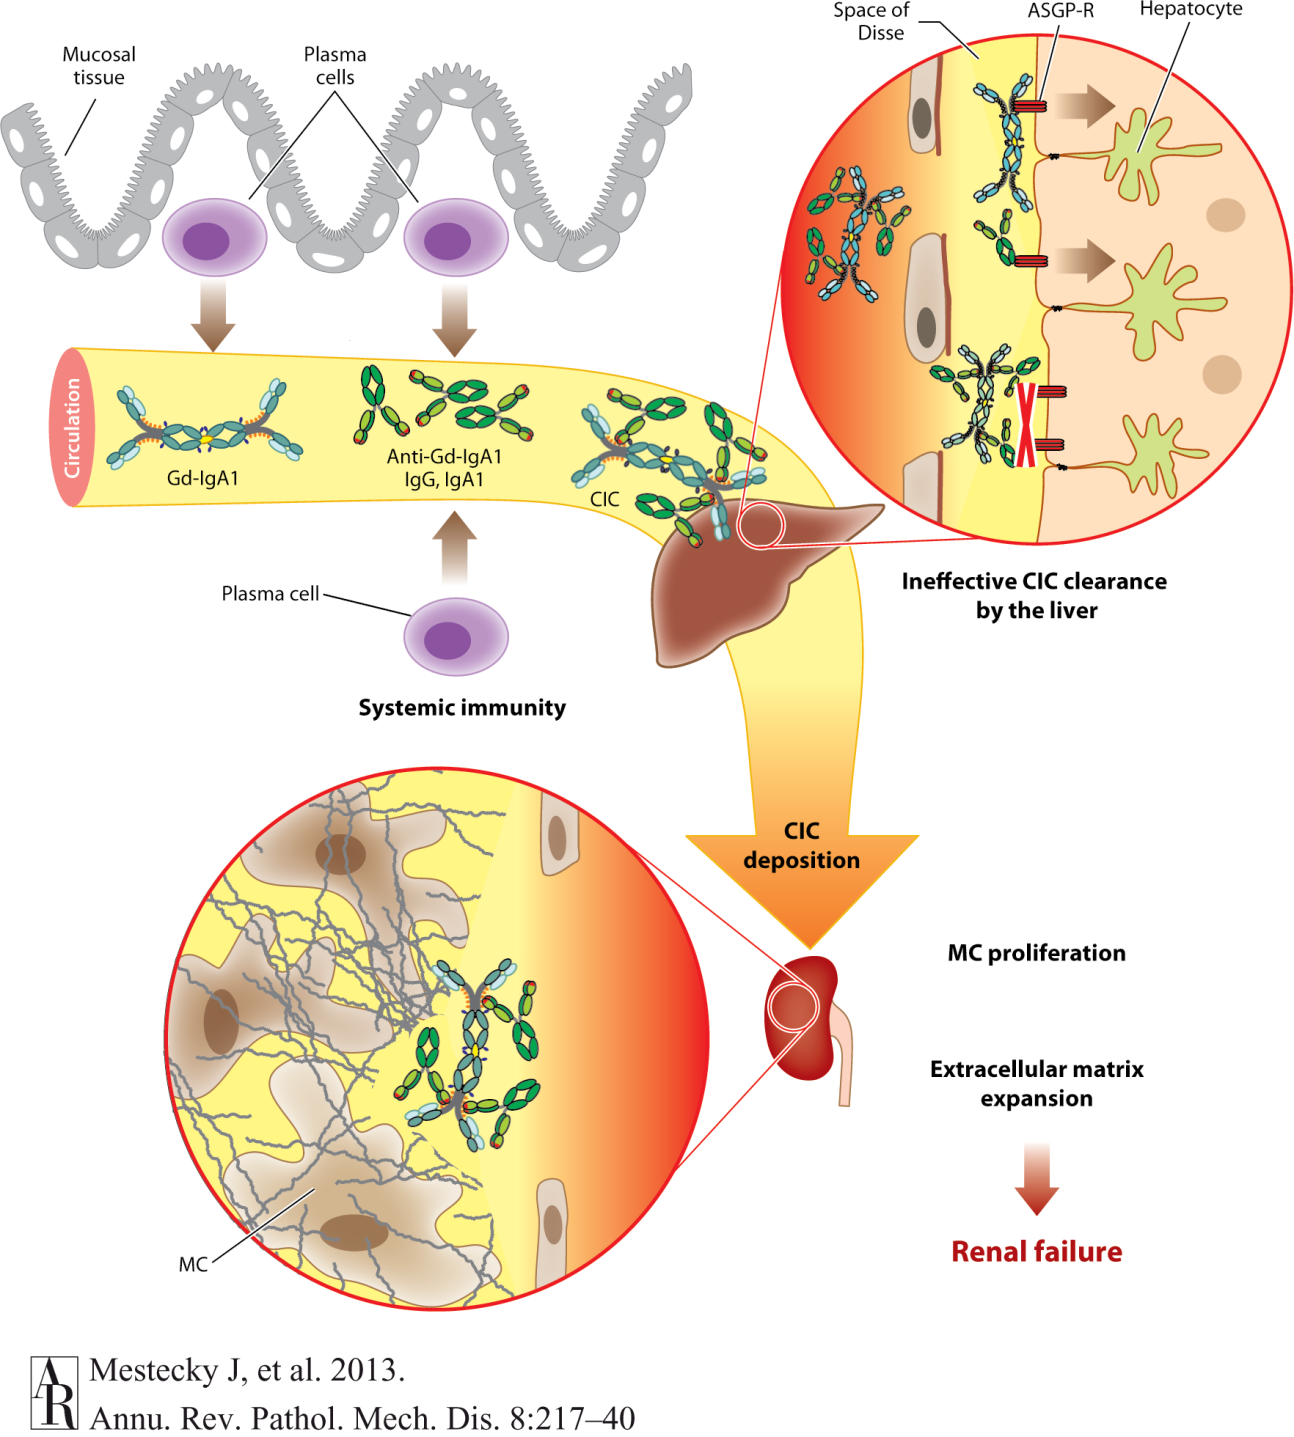 Space of
Disse
ASGP-R
Hepatocyte
Mucosal
tissue
Plasma
cells
Circulation
Gd-IgA1
Anti-Gd-IgA1
IgG, IgA1
CIC
Plasma cell
Systemic immunity
Ineffective CIC clearance
by the liver
CIC
deposition
MC proliferation
Extracellular matrix
expansion
Renal failure
MC
AR
Mestecky J, et al. 2013.
Annu. Rev. Pathol. Mech. Dis. 8:217–40